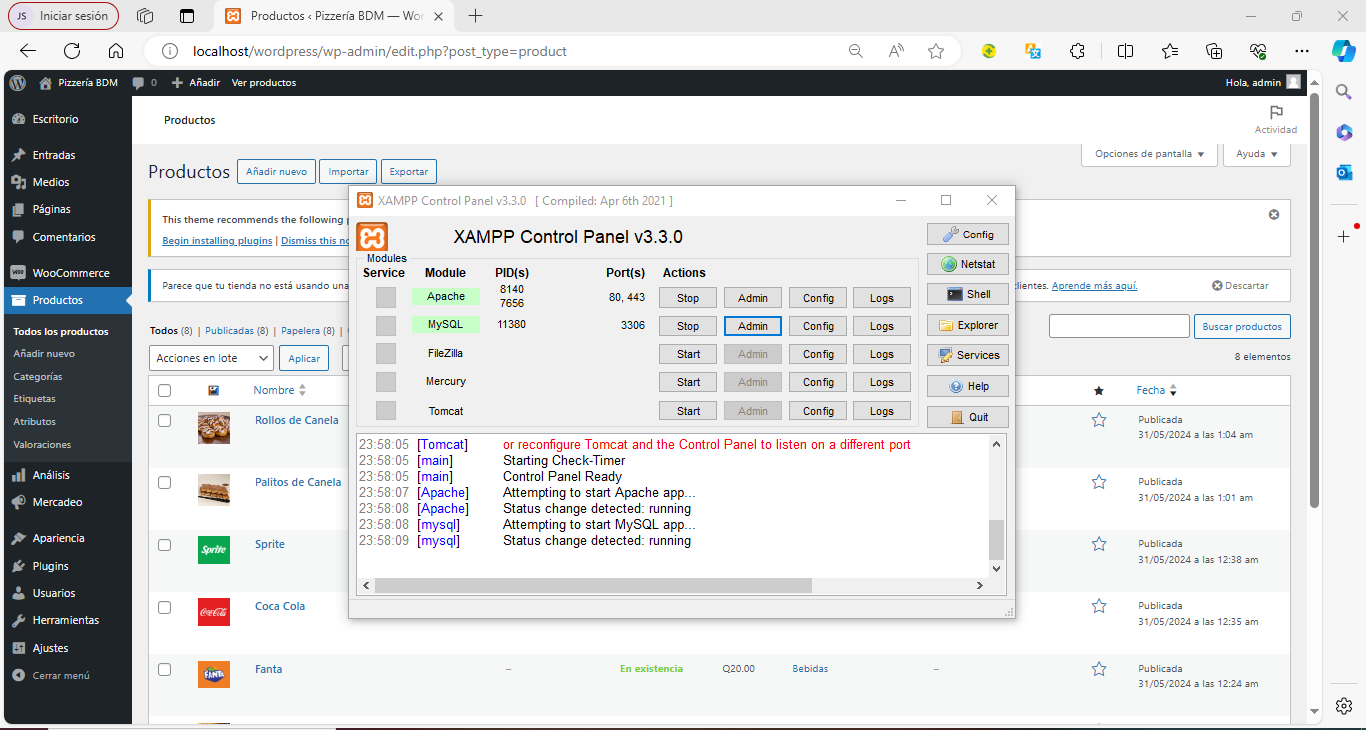 JS Iniciar sesión
Productos ‹ Pizzería BDM — Wor
localhost/wordpress/wp-admin/edit.php?post_type=product
Pizzería BDM 0 Añadir Ver productos
Hola, admin
Escritorio
Entradas
Medios
Páginas
Comentarios
WooCommerce
Productos
Todos los productos
Añadir nuevo
Categorías
Etiquetas
Atributos
Valoraciones
Análisis
Mercadeo
Apariencia
Plugins
Usuarios
Herramientas
Ajustes
Cerrar menú
Productos
Actividad
Opciones de pantalla
Ayuda
Productos Añadir nuevo Importar Exportar
This theme recommends the following
Begin installing plugins | Dismiss this no
Parece que tu tienda no está usando una
clientes. Aprende más aquí.
Descartar
Todos (8) | Publicadas (8) | Papelera (8) |
Buscar productos
Acciones en lote Aplicar
8 elementos
Nombre
Fecha
Rollos de Canela
Publicada
31/05/2024 a las 1:04 am
Palitos de Canela
Publicada
31/05/2024 a las 1:01 am
Sprite
Sprite
Publicada
31/05/2024 a las 12:38 am
Coca-Cola
Coca Cola
Publicada
31/05/2024 a las 12:35 am
FANTA
Fanta – En existencia Q20.00 Bebidas –
Publicada
31/05/2024 a las 12:24 am
XAMPP Control Panel v3.3.0 [ Compiled: Apr 6th 2021 ]
XAMPP Control Panel v3.3.0
Modules
Service Module PID(s) Port(s) Actions
Apache 8140
7656 80, 443 Stop Admin Config Logs
MySQL 11380 3306 Stop Admin Config Logs
FileZilla Start Admin Config Logs
Mercury Start Admin Config Logs
Tomcat Start Admin Config Logs
Config
Netstat
Shell
Explorer
Services
Help
Quit
23:58:05 [Tomcat] or reconfigure Tomcat and the Control Panel to listen on a different port
23:58:05 [main] Starting Check-Timer
23:58:05 [main] Control Panel Ready
23:58:07 [Apache] Attempting to start Apache app...
23:58:08 [Apache] Status change detected: running
23:58:08 [mysql] Attempting to start MySQL app...
23:58:09 [mysql] Status change detected: running